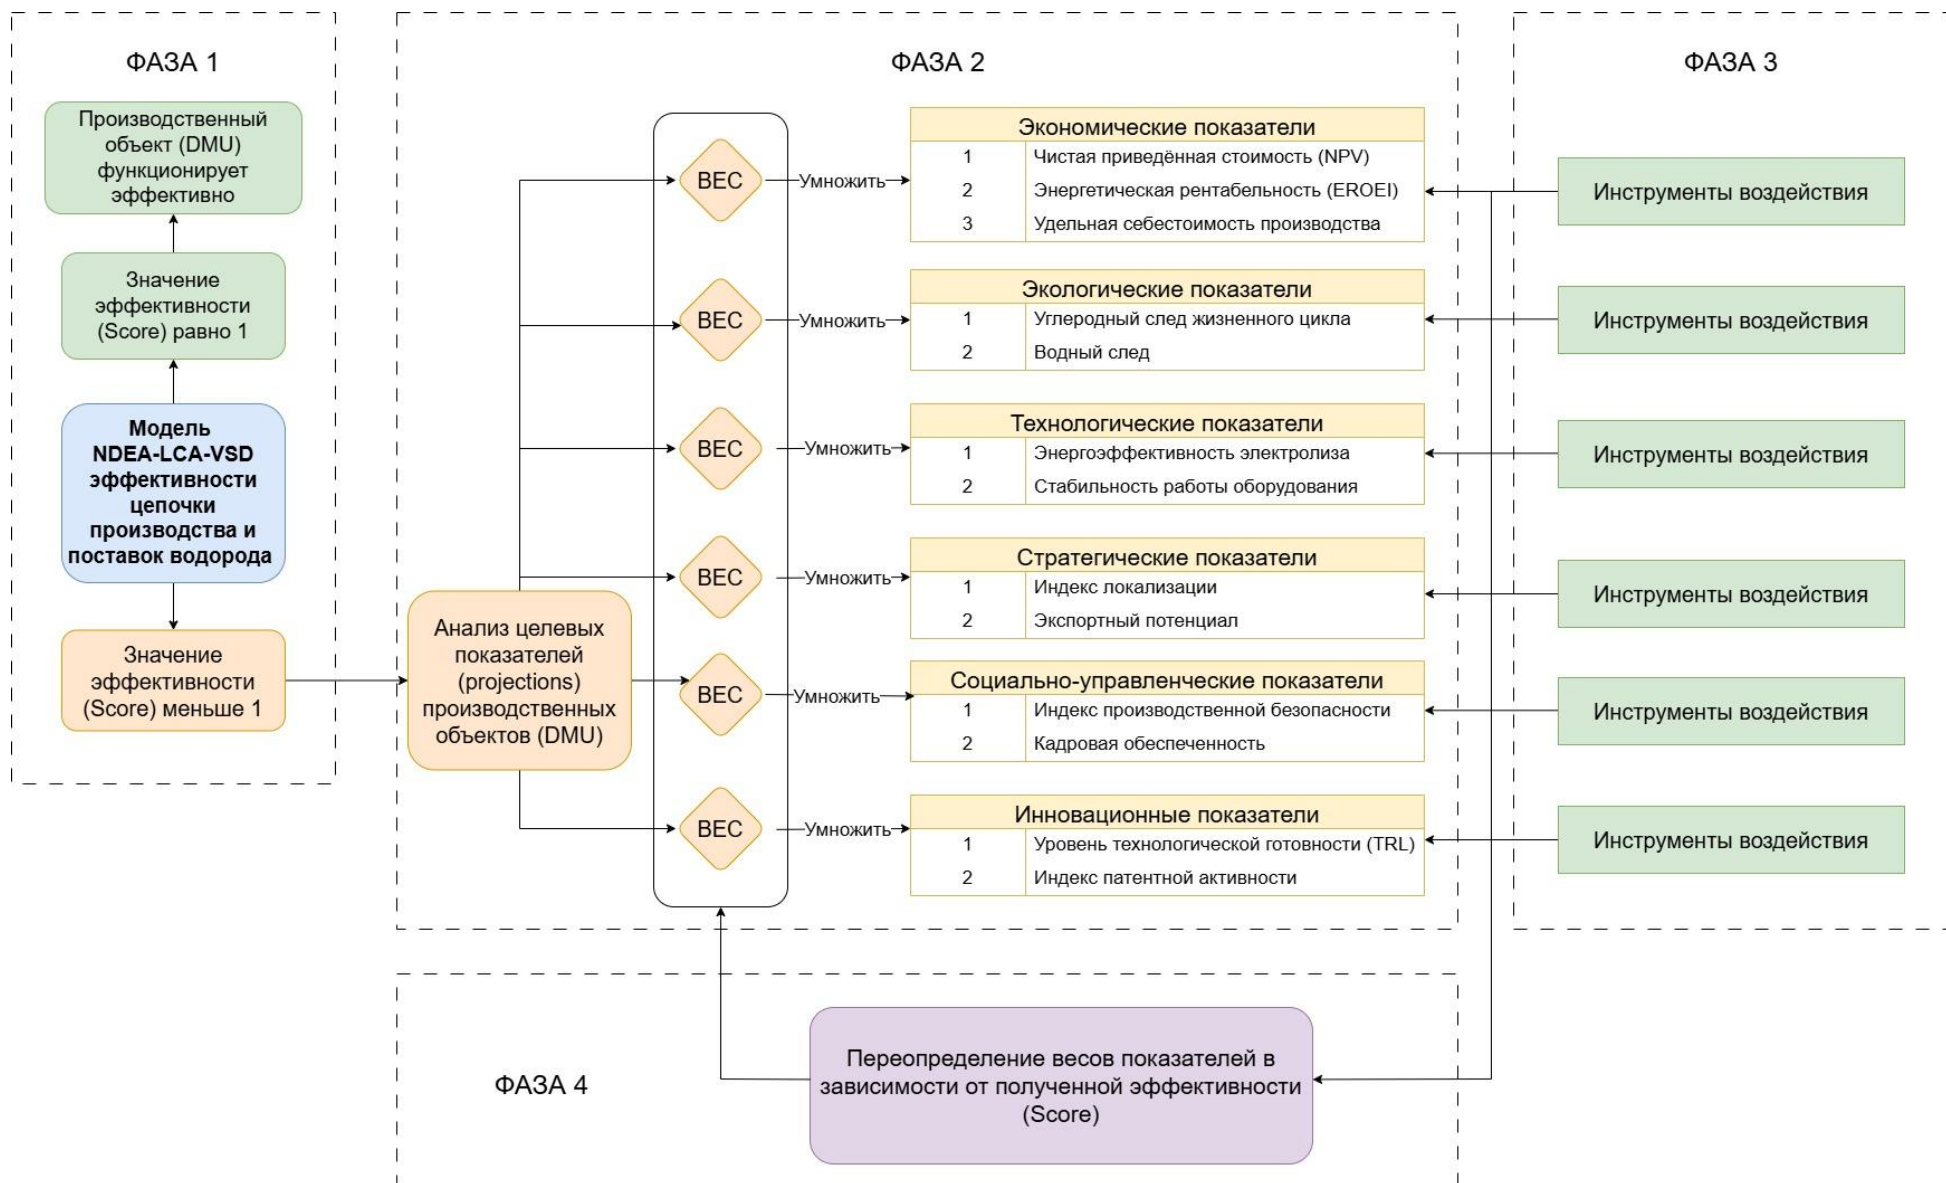 ФАЗА 1
Производственный
объект (DMU)
функционирует
эффективно
Значение
эффективности
(Score) равно 1
Модель
NDEA-LCA-VSD
эффективности
цепочки
производства и
поставок водорода
Значение
эффективности
(Score) меньше 1
ФАЗА 2
Анализ целевых
показателей
(projections)
производственных
объектов (DMU)
ВЕС
Умножить
Экономические показатели
1 Чистая приведённая стоимость (NPV)
2 Энергетическая рентабельность (EROEI)
3 Удельная себестоимость производства
ВЕС
Умножить
Экологические показатели
1 Углеродный след жизненного цикла
2 Водный след
ВЕС
Умножить
Технологические показатели
1 Энергоэффективность электролиза
2 Стабильность работы оборудования
ВЕС
Умножить
Стратегические показатели
1 Индекс локализации
2 Экспортный потенциал
ВЕС
Умножить
Социально-управленческие показатели
1 Индекс производственной безопасности
2 Кадровая обеспеченность
ВЕС
Умножить
Инновационные показатели
1 Уровень технологической готовности (TRL)
2 Индекс патентной активности
ФАЗА 3
Инструменты воздействия
Инструменты воздействия
Инструменты воздействия
Инструменты воздействия
Инструменты воздействия
Инструменты воздействия
ФАЗА 4
Переопределение весов показателей в
зависимости от полученной эффективности
(Score)